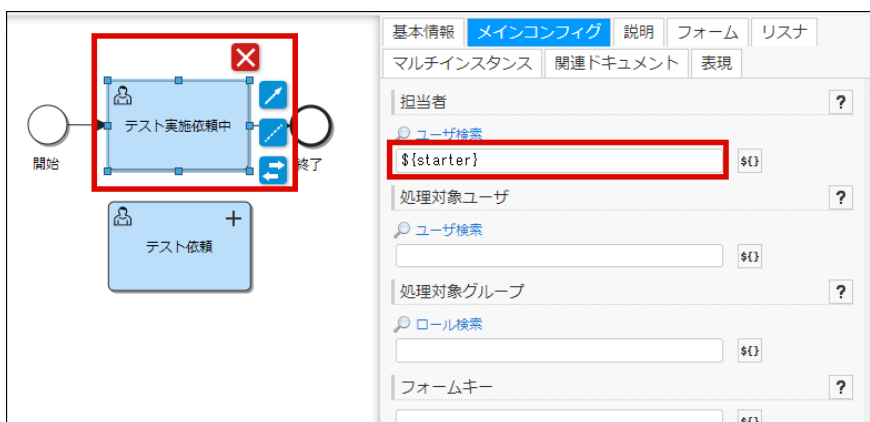 基本情報 メインコンフィグ 説明 フォーム リスナ
マルチインスタンス 関連ドキュメント 表現
担当者 ?
ユーザ検索
${starter} ${}
処理対象ユーザ ?
ユーザ検索
${}
処理対象グループ ?
ロール検索
${}
フォームキー ?
${}
テスト実施依頼中
開始
終了
テスト依頼